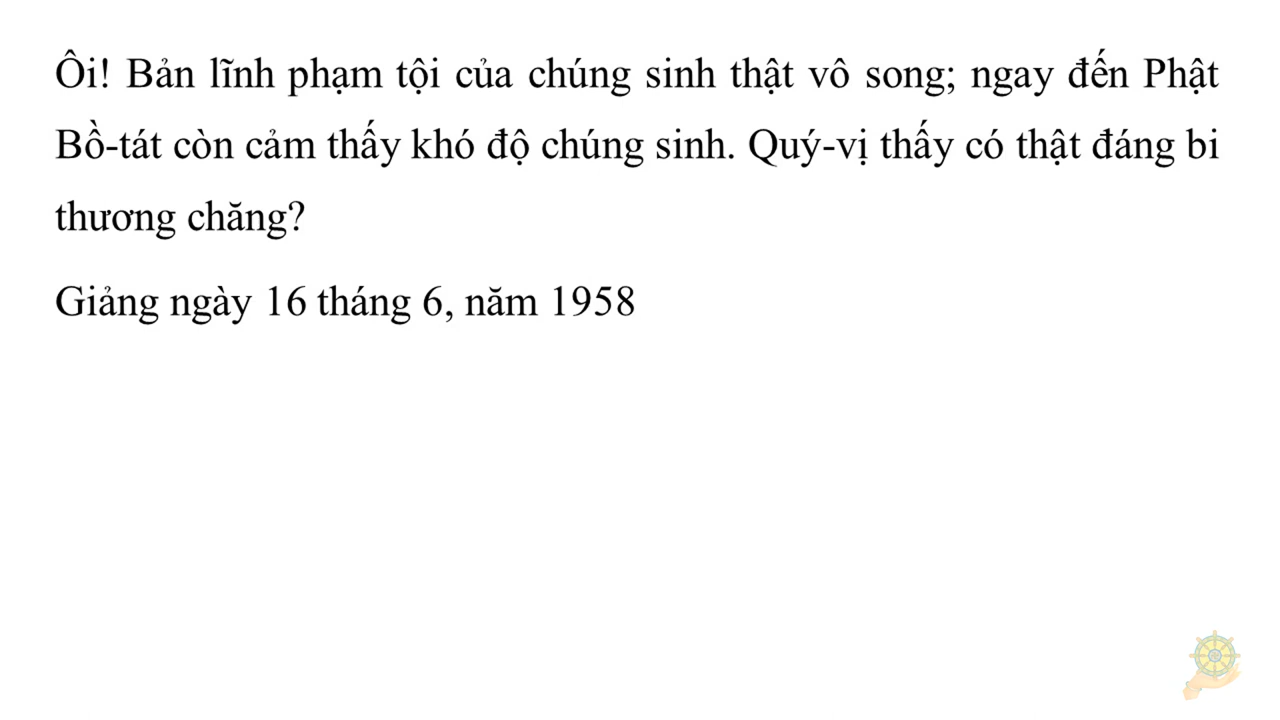 Ôi! Bản lĩnh phạm tội của chúng sinh thật vô song; ngay đến Phật
Bồ-tát còn cảm thấy khó độ chúng sinh. Quý-vị thấy có thật đáng bi
thương chăng?
Giảng ngày 16 tháng 6, năm 1958